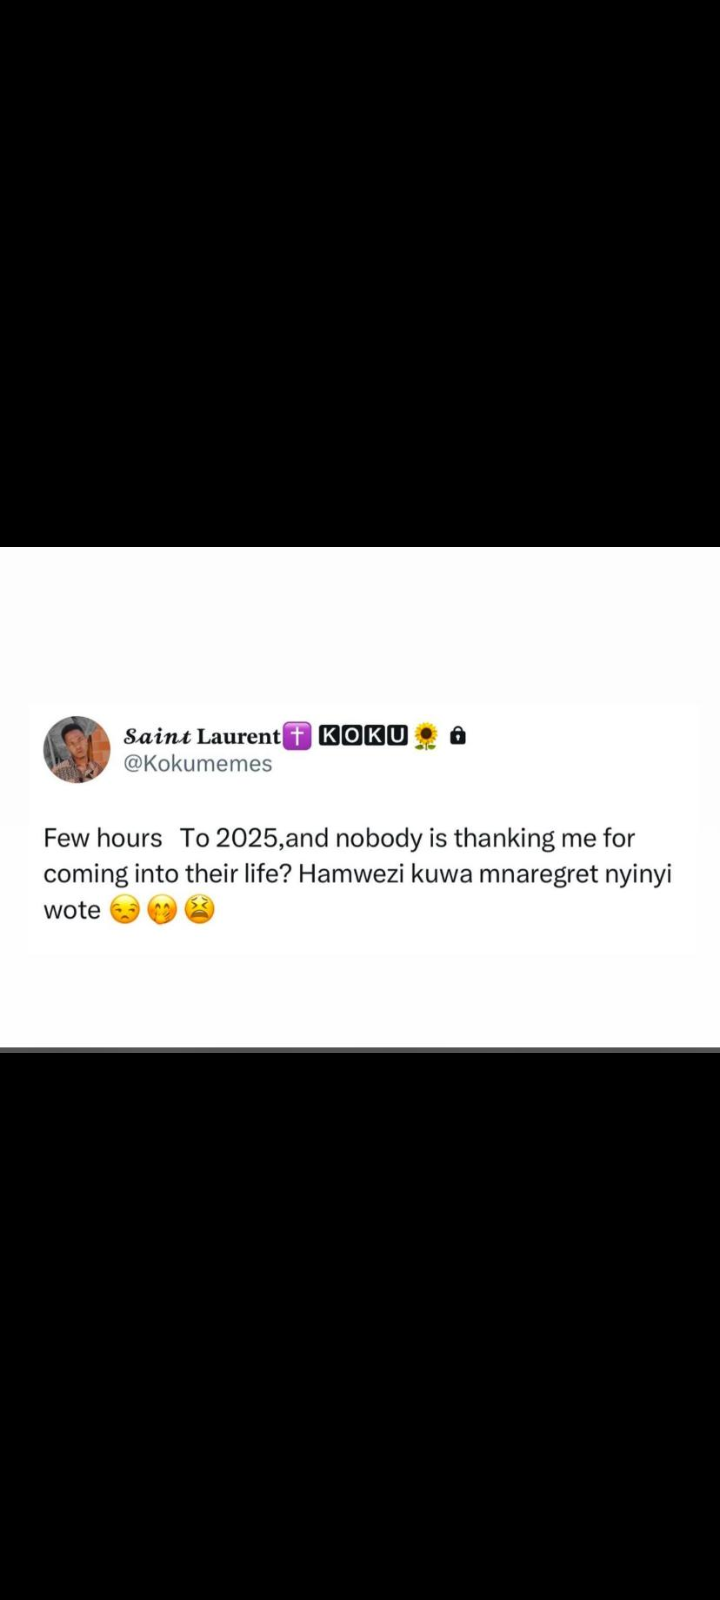 𝑺𝒂𝒊𝒏𝒕 𝐋𝐚𝐮𝐫𝐞𝐧𝐭✝️ 🅺🅾🅺🆄🌻 🔒
@Kokumemes
Few hours   To 2025,and nobody is thanking me for
coming into their life? Hamwezi kuwa mnaregret nyinyi
wote 😒 🤭 😫